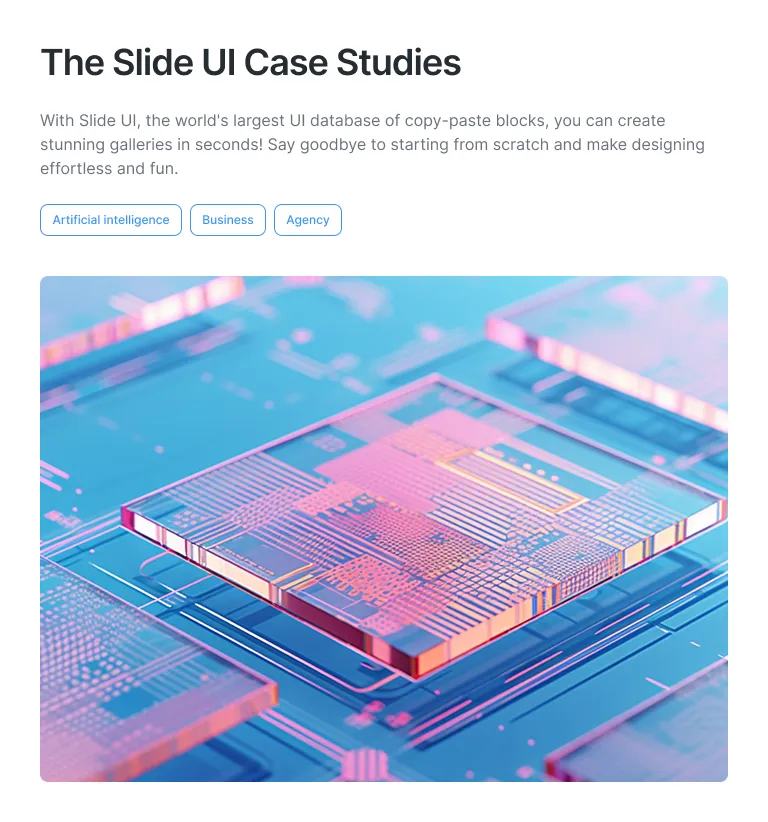 The Slide UI Case Studies
With Slide UI, the world's largest UI database of copy-paste blocks, you can create
stunning galleries in seconds! Say goodbye to starting from scratch and make designing
effortless and fun.
Artificial intelligence
Business
Agency